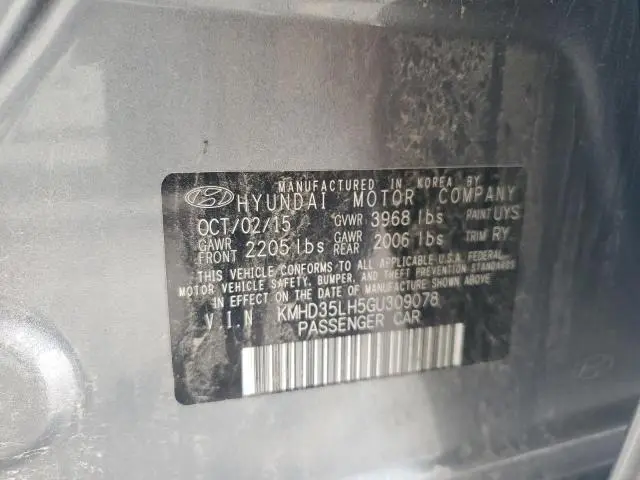 MANUFACTURED IN KOREA BY
HYUNDAI MOTOR COMPANY
OCT/02/15 GVWR 3968 lbs PAINT UYS
GAWR FRONT 2205 lbs GAWR REAR 2006 lbs TRIM RY
THIS VEHICLE CONFORMS TO ALL APPLICABLE U.S.A. FEDERAL
MOTOR VEHICLE SAFETY, BUMPER, AND THEFT PREVENTION STANDARDS
IN EFFECT ON THE DATE OF MANUFACTURE SHOWN ABOVE
V.I.N KMHD35LH5GU309078
PASSENGER CAR